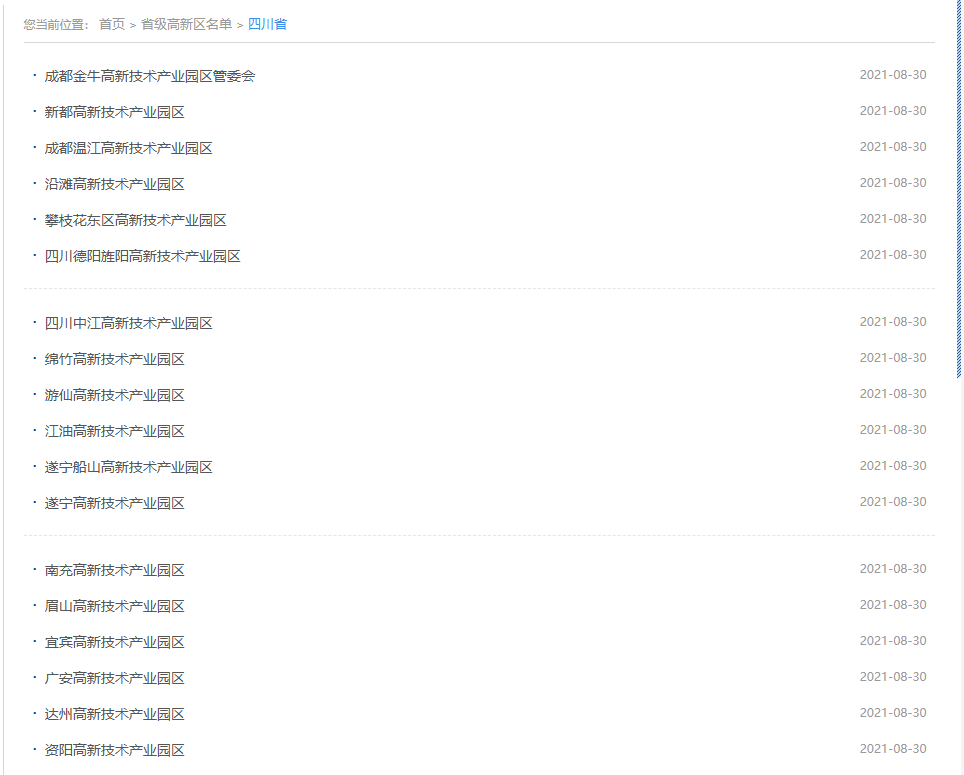 您当前位置： 首页 > 省级高新区名单 > 四川省
· 成都金牛高新技术产业园区管委会 2021-08-30
· 新都高新技术产业园区 2021-08-30
· 成都温江高新技术产业园区 2021-08-30
· 沿滩高新技术产业园区 2021-08-30
· 攀枝花东区高新技术产业园区 2021-08-30
· 四川德阳旌阳高新技术产业园区 2021-08-30
· 四川中江高新技术产业园区 2021-08-30
· 绵竹高新技术产业园区 2021-08-30
· 游仙高新技术产业园区 2021-08-30
· 江油高新技术产业园区 2021-08-30
· 遂宁船山高新技术产业园区 2021-08-30
· 遂宁高新技术产业园区 2021-08-30
· 南充高新技术产业园区 2021-08-30
· 眉山高新技术产业园区 2021-08-30
· 宜宾高新技术产业园区 2021-08-30
· 广安高新技术产业园区 2021-08-30
· 达州高新技术产业园区 2021-08-30
· 资阳高新技术产业园区 2021-08-30